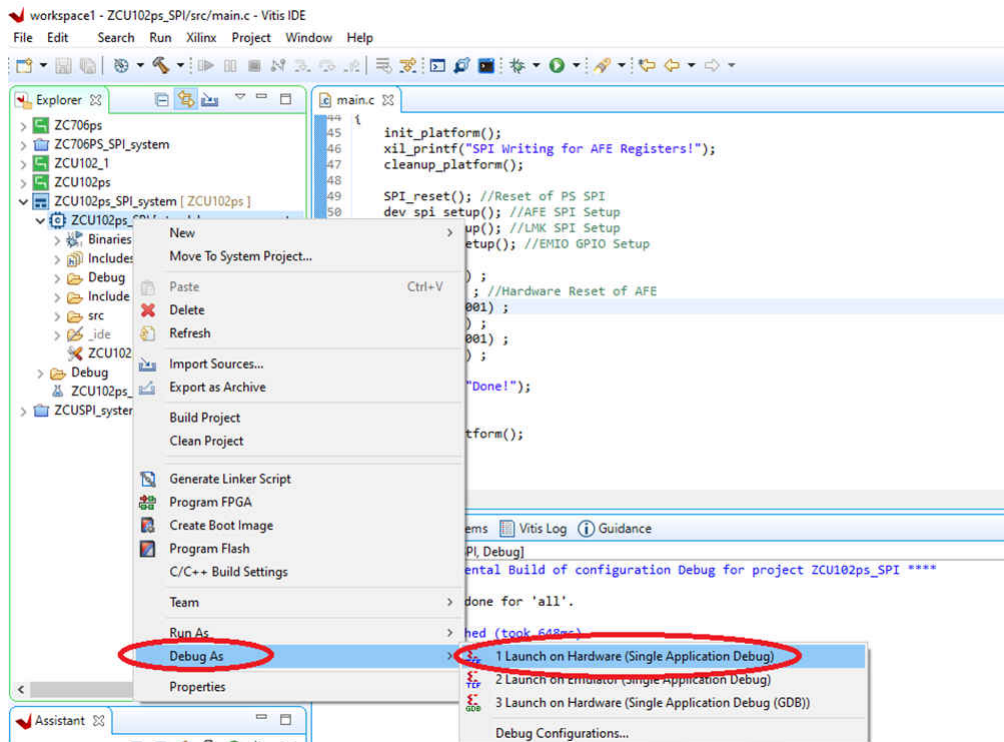 workspace1 - ZCU102ps_SPI/src/main.c - Vitis IDE
File Edit Search Run Xilinx Project Window Help
Explorer
ZC706ps
ZC706PS_SPI_system
ZCU102_1
ZCU102ps
ZCU102ps_SPI_system [ ZCU102ps ]
ZCU102ps_SPI
Binaries
Includes
Debug
Include
src
_ide
ZCU102
Debug
ZCU102ps_
ZCUSPI_syster
Assistant
New
Move To System Project...
Paste Ctrl+V
Delete
Refresh
Import Sources...
Export as Archive
Build Project
Clean Project
Generate Linker Script
Program FPGA
Create Boot Image
Program Flash
C/C++ Build Settings
Team
Run As
Debug As
Properties
1 Launch on Hardware (Single Application Debug)
2 Launch on Emulator (Single Application Debug)
3 Launch on Hardware (Single Application Debug (GDB))
Debug Configurations...
main.c
44 {
45 init_platform();
46 xil_printf("SPI Writing for AFE Registers!");
47 cleanup_platform();
48
49 SPI_reset(); //Reset of PS SPI
50 dev_spi_setup(); //AFE SPI Setup
up(); //LMK SPI Setup
etup(); //EMIO GPIO Setup
) ;
; //Hardware Reset of AFE
001) ;
) ;
001) ;
) ;
"Done!");
tform();
ems Vitis Log Guidance
PI, Debug]
ental Build of configuration Debug for project ZCU102ps_SPI ****
done for 'all'.
hed (took 648ms)